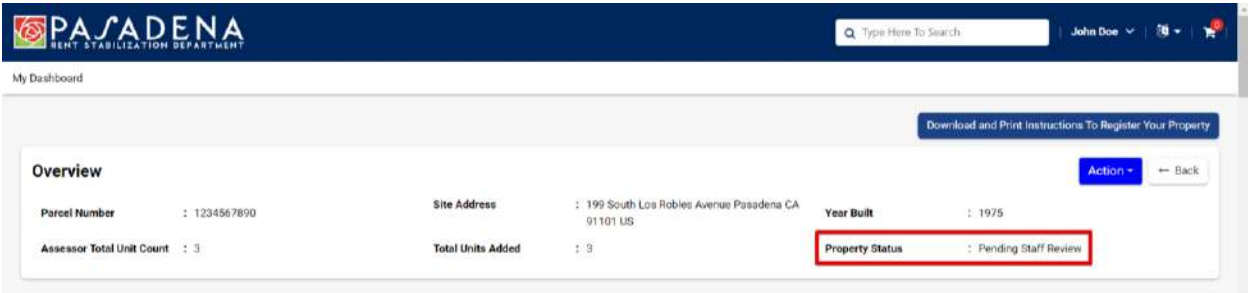 PASADENA
RENT STABILIZATION DEPARTMENT
Type Here To Search
John Doe
0
My Dashboard
Download and Print Instructions To Register Your Property
Overview
Action
← Back
Parcel Number : 1234567890
Site Address : 199 South Los Robles Avenue Pasadena CA
91101 US
Year Built : 1975
Assessor Total Unit Count : 3
Total Units Added : 3
Property Status : Pending Staff Review